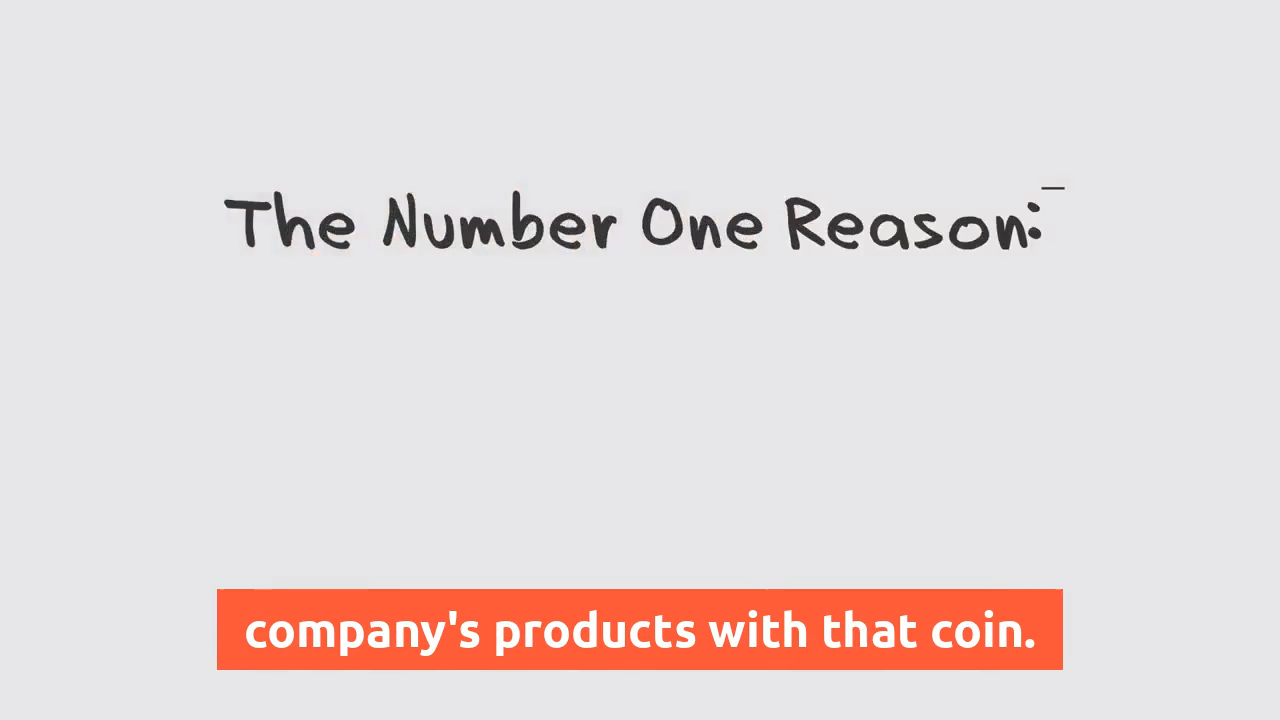 The Number One Reason:
company's products with that coin.